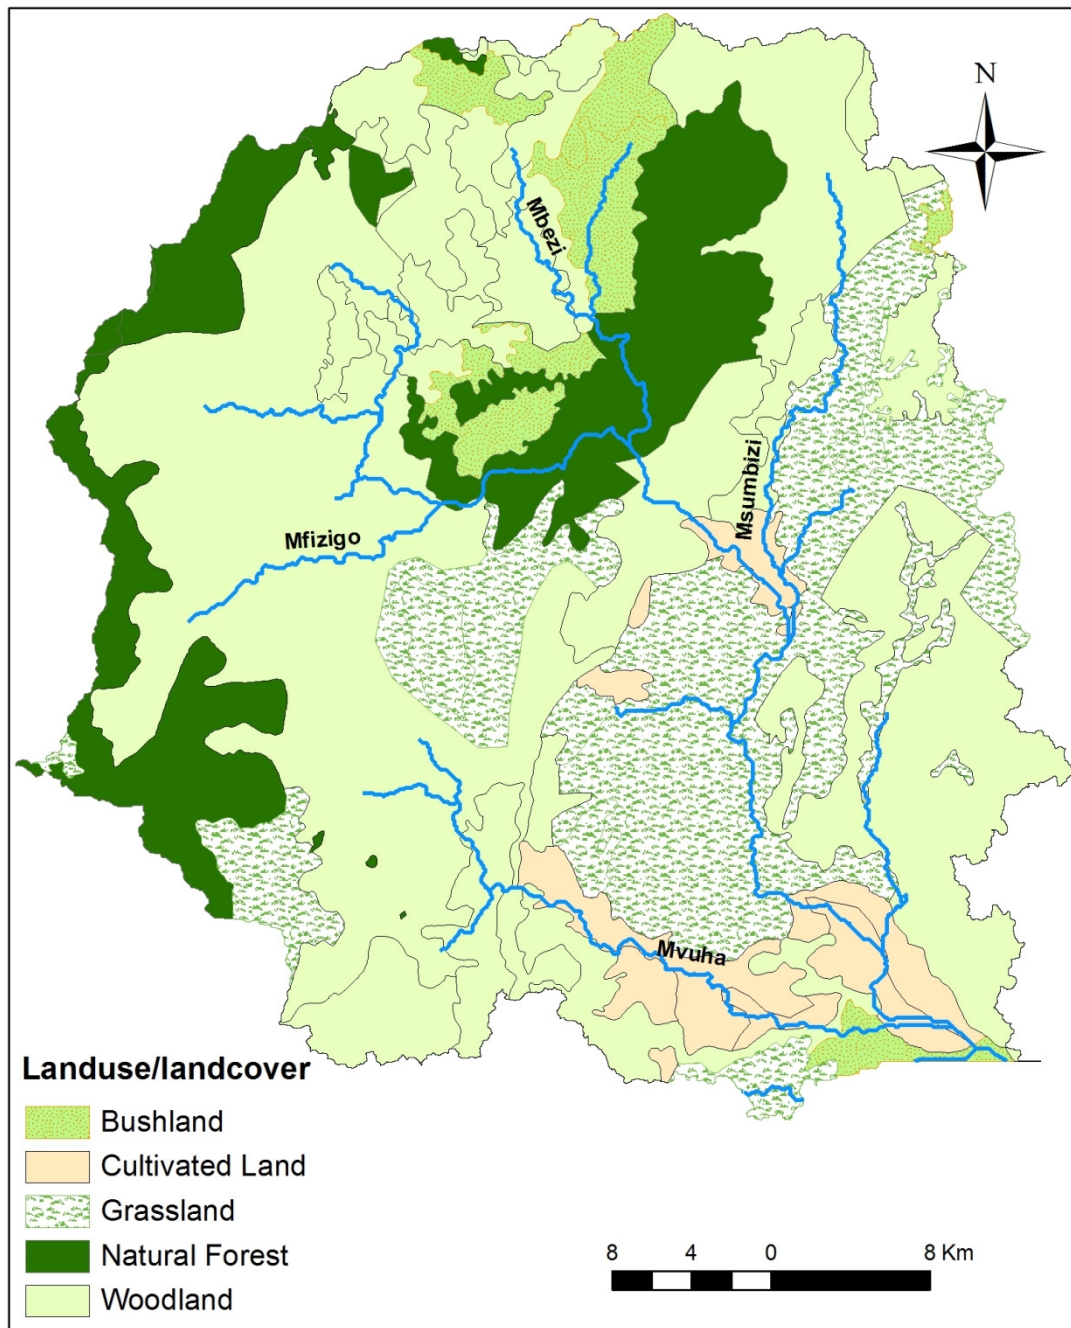 N
Mbezi
Msumbizi
Mfizigo
Mvuha
Landuse/landcover
Bushland
Cultivated Land
Grassland
Natural Forest
Woodland
8 4 0 8 Km